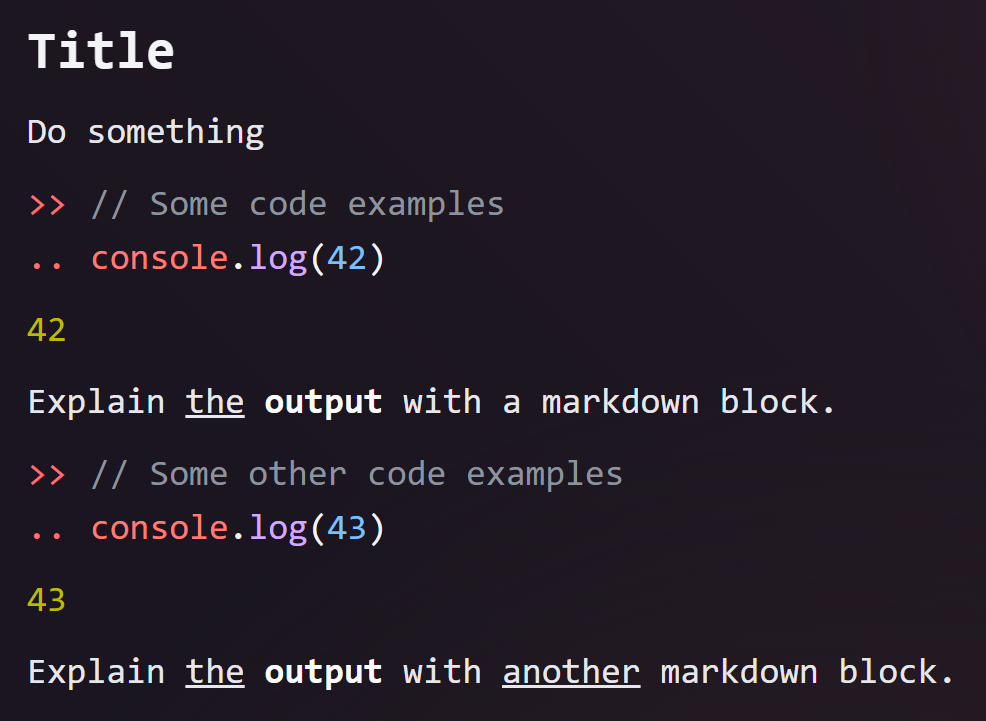 Title
Do something
>> // Some code examples
.. console.log(42)
42
Explain the output with a markdown block.
>> // Some other code examples
.. console.log(43)
43
Explain the output with another markdown block.